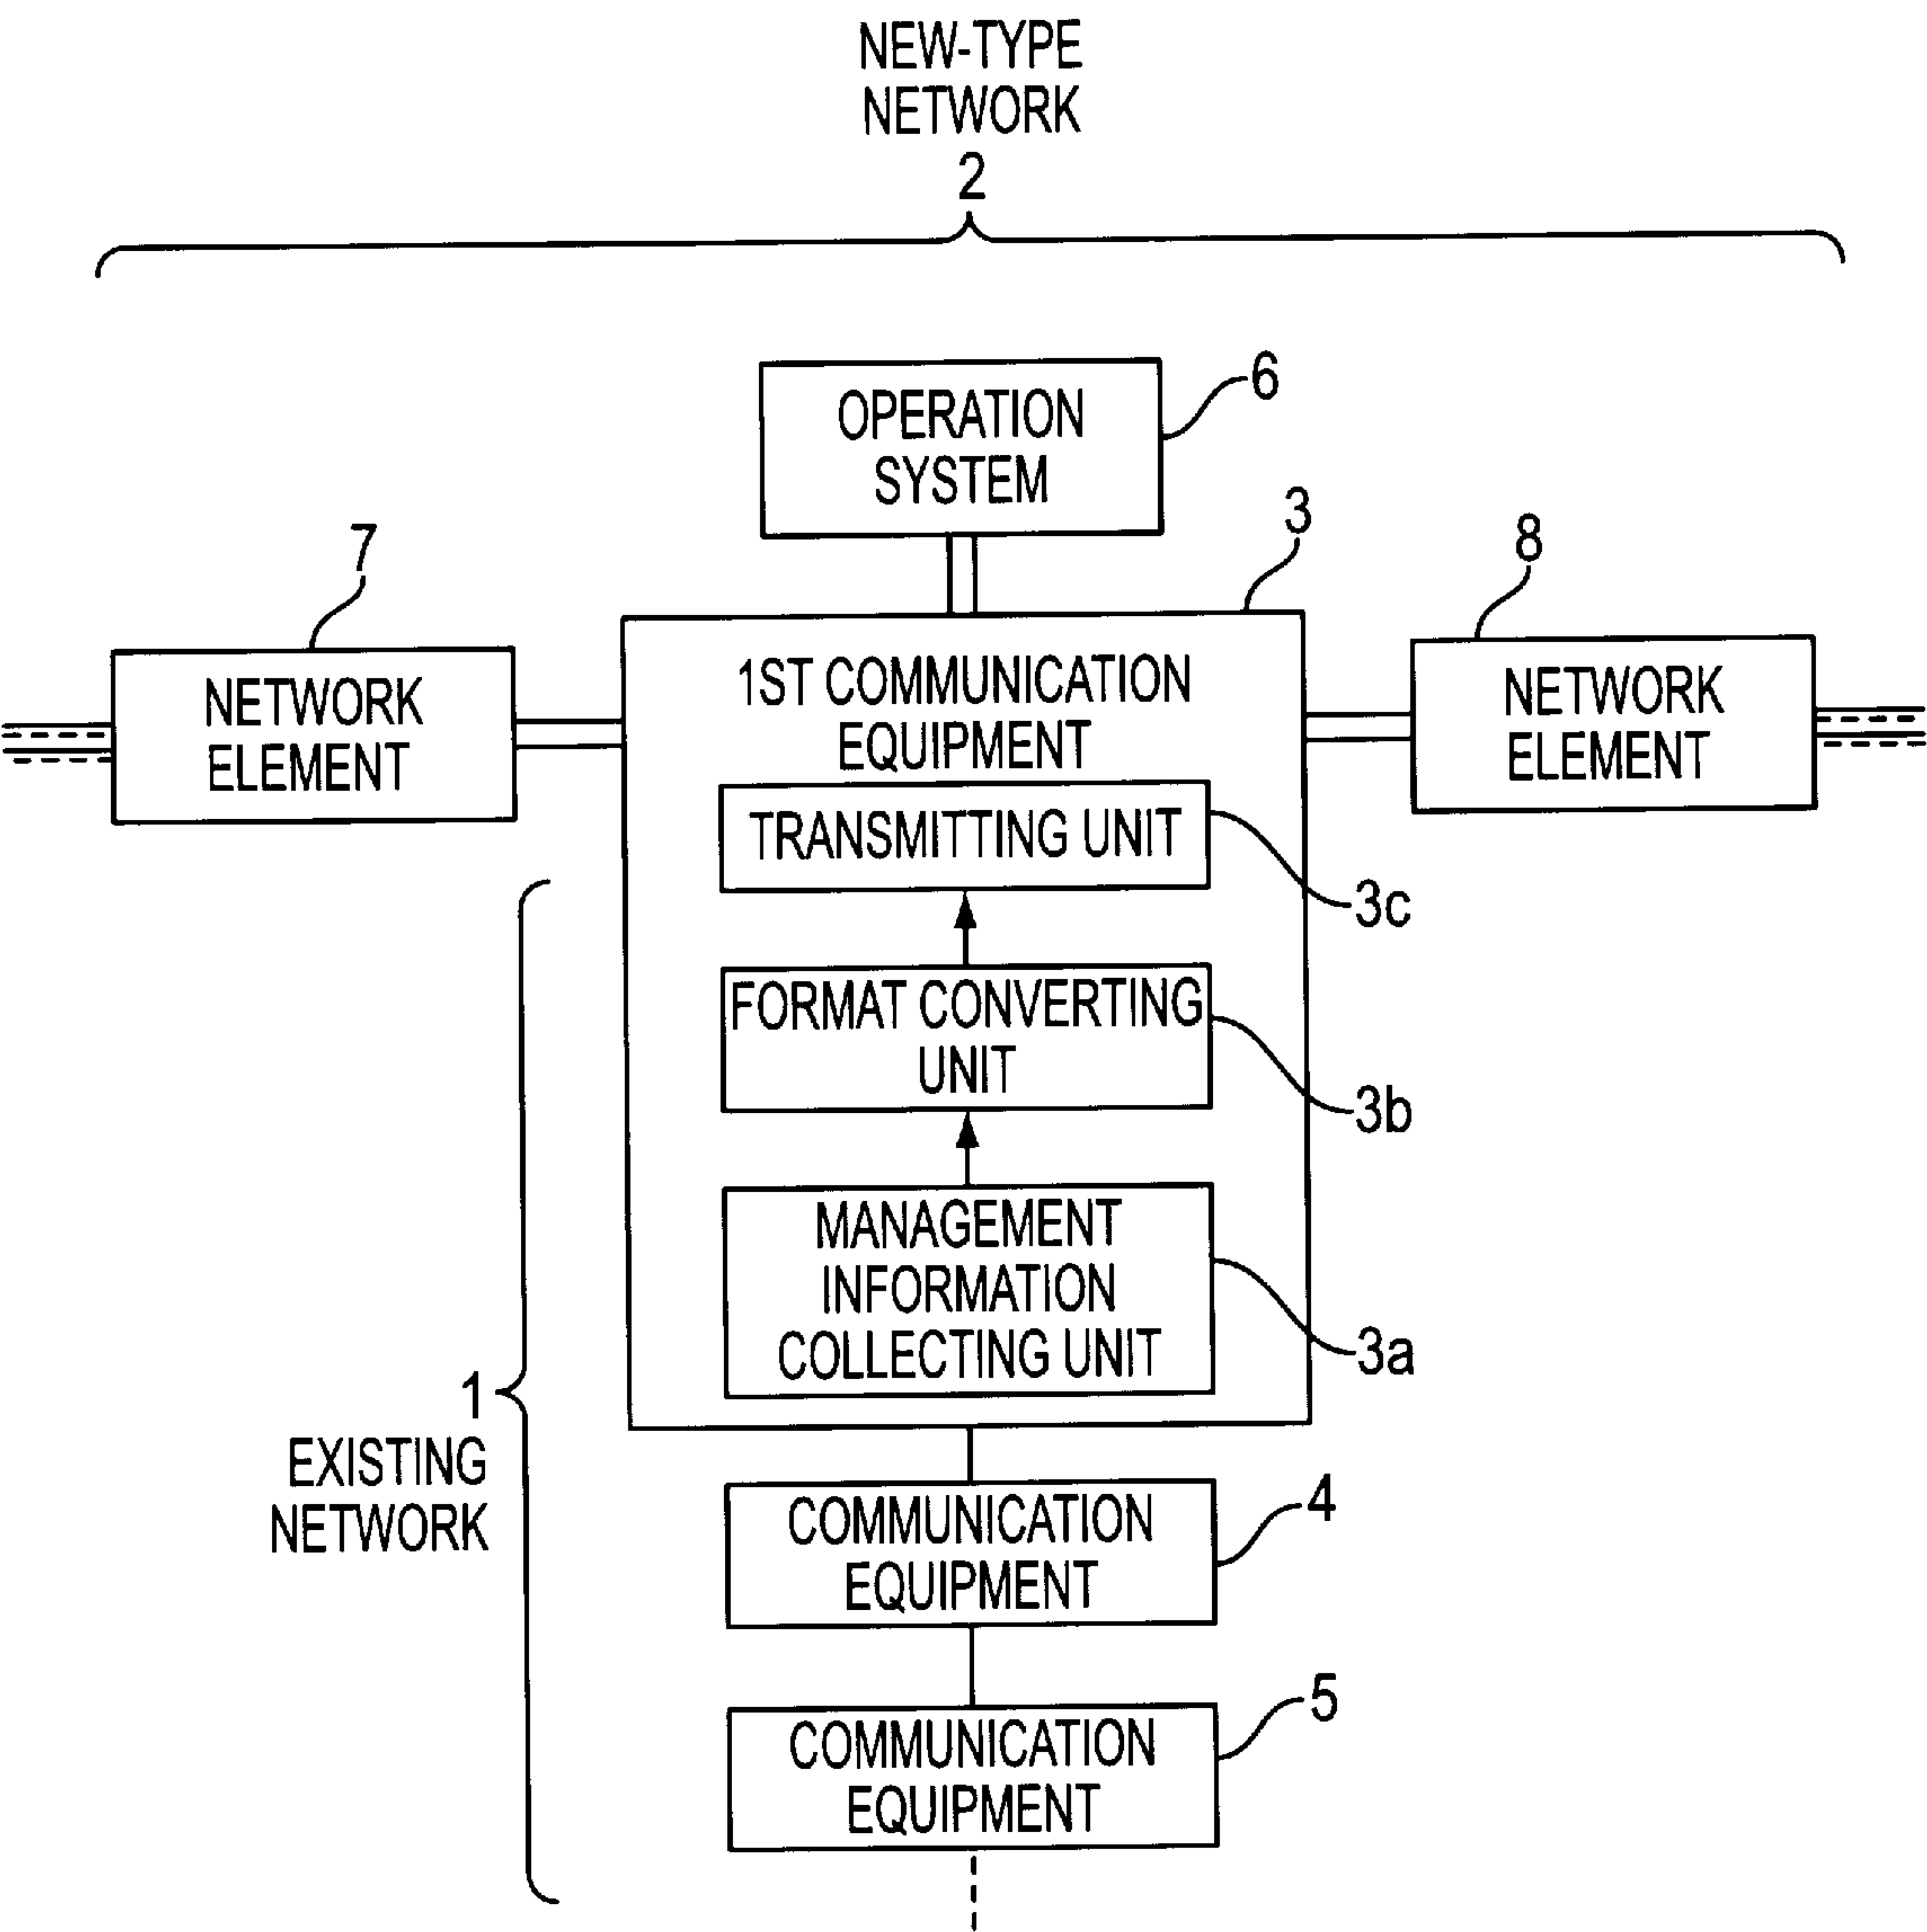 NEW-TYPE
NETWORK
2
OPERATION
SYSTEM
6
7
3
8
NETWORK
ELEMENT
1ST COMMUNICATION
EQUIPMENT
NETWORK
ELEMENT
TRANSMITTING UNIT
3c
FORMAT CONVERTING
UNIT
3b
MANAGEMENT
INFORMATION
COLLECTING UNIT
3a
1
EXISTING
NETWORK
COMMUNICATION
EQUIPMENT
4
COMMUNICATION
EQUIPMENT
5